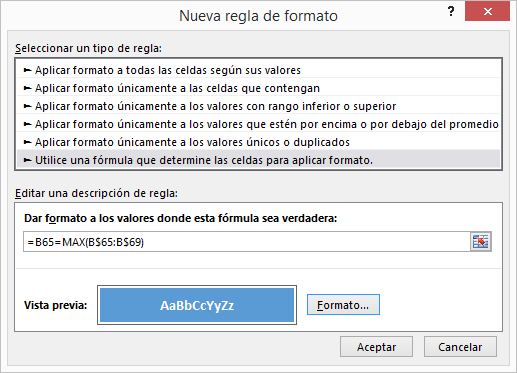 Nueva regla de formato
Seleccionar un tipo de regla:
► Aplicar formato a todas las celdas según sus valores
► Aplicar formato únicamente a las celdas que contengan
► Aplicar formato únicamente a los valores con rango inferior o superior
► Aplicar formato únicamente a los valores que estén por encima o por debajo del promedio
► Aplicar formato únicamente a los valores únicos o duplicados
► Utilice una fórmula que determine las celdas para aplicar formato.
Editar una descripción de regla:
Dar formato a los valores donde esta fórmula sea verdadera:
=B65=MAX(B$65:B$69)
Vista previa: AaBbCcYyZz Formato...
Aceptar Cancelar